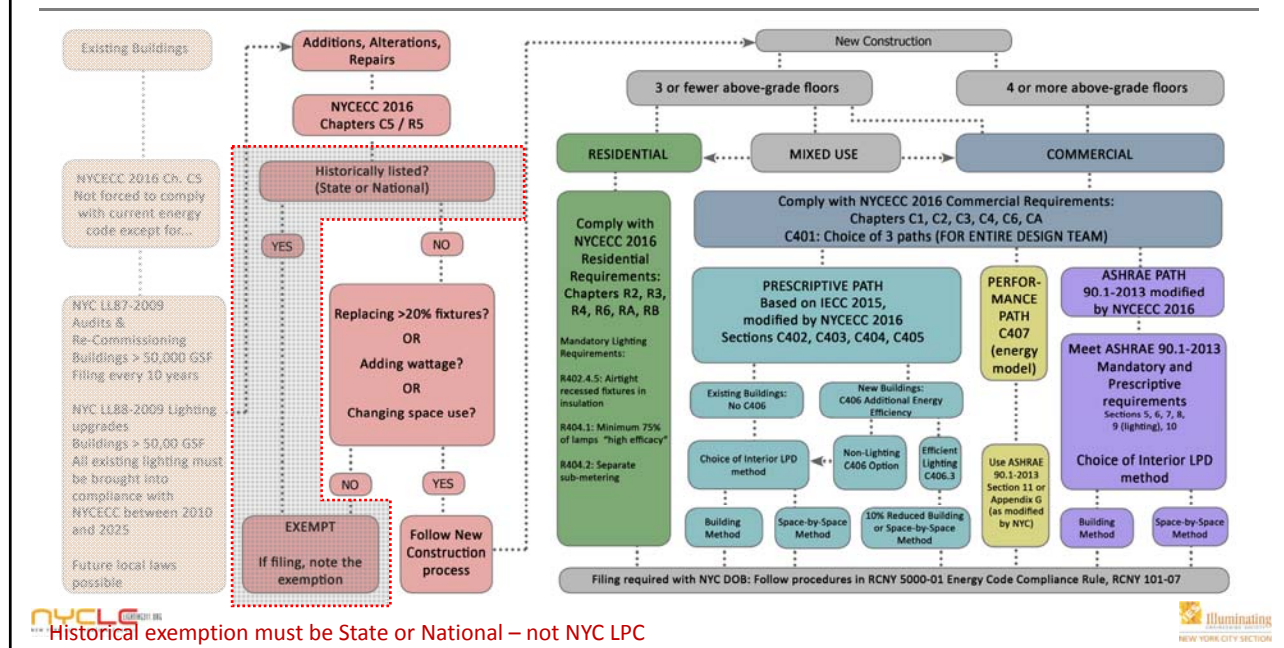 Existing Buildings
NYCECC 2016 Ch. C5
Not forced to comply
with current energy
code except for...
NYC LL87-2009
Audits &
Re-Commissioning
Buildings > 50,000 GSF
Filing every 10 years
NYC LL88-2009 Lighting
upgrades
Buildings > 50,00 GSF
All existing lighting must
be brought into
compliance with
NYCECC between 2010
and 2025
Future local laws
possible
Additions, Alterations,
Repairs
NYCECC 2016
Chapters C5 / R5
Historically listed?
(State or National)
YES
NO
Replacing >20% fixtures?
OR
Adding wattage?
OR
Changing space use?
NO
YES
EXEMPT
If filing, note the
exemption
Follow New
Construction
process
New Construction
3 or fewer above-grade floors
4 or more above-grade floors
RESIDENTIAL
MIXED USE
COMMERCIAL
Comply with
NYCECC 2016
Residential
Requirements:
Chapters R2, R3,
R4, R6, RA, RB
Mandatory Lighting
Requirements:
R402.4.5: Airtight
recessed fixtures in
insulation
R404.1: Minimum 75%
of lamps "high efficacy"
R404.2: Separate
sub-metering
Comply with NYCECC 2016 Commercial Requirements:
Chapters C1, C2, C3, C4, C6, CA
C401: Choice of 3 paths (FOR ENTIRE DESIGN TEAM)
PRESCRIPTIVE PATH
Based on IECC 2015,
modified by NYCECC 2016
Sections C402, C403, C404, C405
Existing Buildings:
No C406
New Buildings:
C406 Additional Energy
Efficiency
Choice of Interior LPD
method
Non-Lighting
C406 Option
Efficient
Lighting
C406.3
Building
Method
Space-by-Space
Method
10% Reduced Building
or Space-by-Space
Method
PERFOR-
MANCE
PATH
C407
(energy
model)
Use ASHRAE
90.1-2013
Section 11 or
Appendix G
(as modified
by NYC)
ASHRAE PATH
90.1-2013 modified
by NYCECC 2016
Meet ASHRAE 90.1-2013
Mandatory and
Prescriptive
requirements
Sections 5, 6, 7, 8,
9 (lighting), 10
Choice of Interior LPD
method
Building
Method
Space-by-Space
Method
Filing required with NYC DOB: Follow procedures in RCNY 5000-01 Energy Code Compliance Rule, RCNY 101-07
NYCLG
Historical exemption must be State or National – not NYC LPC
Illuminating
NEW YORK CITY SECTION